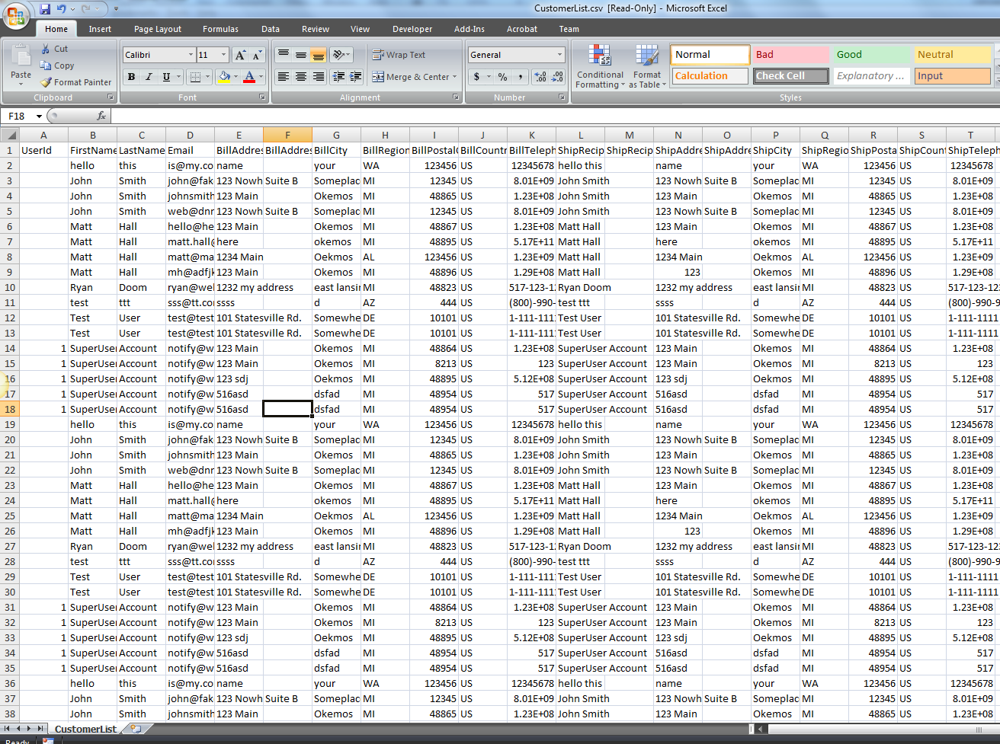 CustomerList.csv [Read-Only] - Microsoft Excel
Home Insert Page Layout Formulas Data Review View Developer Add-Ins Acrobat Team
Paste Cut Copy Format Painter Clipboard
Calibri 11 B I U Font
Wrap Text Merge & Center Alignment
General $ % , Number
Conditional Formatting Format as Table Normal Bad Good Neutral Calculation Check Cell Explanatory ... Input Styles
F18 fx
A B C D E F G H I J K L M N O P Q R S T
1 UserId FirstName LastName Email BillAddres BillAddres BillCity BillRegion BillPostalC BillCountr BillTeleph ShipRecip ShipRecip ShipAddre ShipAddre ShipCity ShipRegio ShipPosta ShipCount ShipTeleph
2 hello this is@my.co name your WA 123456 US 12345678 hello this name your WA 123456 US 12345678
3 John Smith john@fak 123 Nowh Suite B Someplac MI 12345 US 8.01E+09 John Smith 123 Nowh Suite B Someplac MI 12345 US 8.01E+09
4 John Smith johnsmith 123 Main Okemos MI 48865 US 1.23E+08 John Smith 123 Main Okemos MI 48865 US 1.23E+08
5 John Smith web@dnr 123 Nowh Suite B Someplac MI 12345 US 8.01E+09 John Smith 123 Nowh Suite B Someplac MI 12345 US 8.01E+09
6 Matt Hall hello@he 123 Main Okemos MI 48867 US 1.23E+08 Matt Hall 123 Main Okemos MI 48867 US 1.23E+08
7 Matt Hall matt.hall@ here okemos MI 48895 US 5.17E+11 Matt Hall here okemos MI 48895 US 5.17E+11
8 Matt Hall matt@ma 1234 Main Oekmos AL 123456 US 1.23E+09 Matt Hall 1234 Main Oekmos AL 123456 US 1.23E+09
9 Matt Hall mh@adfjk 123 Main Okemos MI 48896 US 1.29E+08 Matt Hall 123 Okemos MI 48896 US 1.29E+08
10 Ryan Doom ryan@wel 1232 my address east lansin MI 48823 US 517-123-12 Ryan Doom 1232 my address east lansin MI 48823 US 517-123-12
11 test ttt sss@tt.co ssss d AZ 444 US (800)-990- test ttt ssss d AZ 444 US (800)-990-9
12 Test User test@test 101 Statesville Rd. Somewhe DE 10101 US 1-111-1111 Test User 101 Statesville Rd. Somewhe DE 10101 US 1-111-1111
13 Test User test@test 101 Statesville Rd. Somewhe DE 10101 US 1-111-1111 Test User 101 Statesville Rd. Somewhe DE 10101 US 1-111-1111
14 1 SuperUser Account notify@w 123 Main Okemos MI 48864 US 1.23E+08 SuperUser Account 123 Main Okemos MI 48864 US 1.23E+08
15 1 SuperUser Account notify@w 123 Main Okemos MI 8213 US 123 SuperUser Account 123 Main Okemos MI 8213 US 123
16 1 SuperUser Account notify@w 123 sdj Oekmos MI 48895 US 5.12E+08 SuperUser Account 123 sdj Oekmos MI 48895 US 5.12E+08
17 1 SuperUser Account notify@w 516asd dsfad MI 48954 US 517 SuperUser Account 516asd dsfad MI 48954 US 517
18 1 SuperUser Account notify@w 516asd dsfad MI 48954 US 517 SuperUser Account 516asd dsfad MI 48954 US 517
19 hello this is@my.co name your WA 123456 US 12345678 hello this name your WA 123456 US 12345678
20 John Smith john@fak 123 Nowh Suite B Someplac MI 12345 US 8.01E+09 John Smith 123 Nowh Suite B Someplac MI 12345 US 8.01E+09
21 John Smith johnsmith 123 Main Okemos MI 48865 US 1.23E+08 John Smith 123 Main Okemos MI 48865 US 1.23E+08
22 John Smith web@dnr 123 Nowh Suite B Someplac MI 12345 US 8.01E+09 John Smith 123 Nowh Suite B Someplac MI 12345 US 8.01E+09
23 Matt Hall hello@he 123 Main Okemos MI 48867 US 1.23E+08 Matt Hall 123 Main Okemos MI 48867 US 1.23E+08
24 Matt Hall matt.hall@ here okemos MI 48895 US 5.17E+11 Matt Hall here okemos MI 48895 US 5.17E+11
25 Matt Hall matt@ma 1234 Main Oekmos AL 123456 US 1.23E+09 Matt Hall 1234 Main Oekmos AL 123456 US 1.23E+09
26 Matt Hall mh@adfjk 123 Main Okemos MI 48896 US 1.29E+08 Matt Hall 123 Okemos MI 48896 US 1.29E+08
27 Ryan Doom ryan@wel 1232 my address east lansin MI 48823 US 517-123-12 Ryan Doom 1232 my address east lansin MI 48823 US 517-123-12
28 test ttt sss@tt.co ssss d AZ 444 US (800)-990- test ttt ssss d AZ 444 US (800)-990-9
29 Test User test@test 101 Statesville Rd. Somewhe DE 10101 US 1-111-1111 Test User 101 Statesville Rd. Somewhe DE 10101 US 1-111-1111
30 Test User test@test 101 Statesville Rd. Somewhe DE 10101 US 1-111-1111 Test User 101 Statesville Rd. Somewhe DE 10101 US 1-111-1111
31 1 SuperUser Account notify@w 123 Main Okemos MI 48864 US 1.23E+08 SuperUser Account 123 Main Okemos MI 48864 US 1.23E+08
32 1 SuperUser Account notify@w 123 Main Okemos MI 8213 US 123 SuperUser Account 123 Main Okemos MI 8213 US 123
33 1 SuperUser Account notify@w 123 sdj Oekmos MI 48895 US 5.12E+08 SuperUser Account 123 sdj Oekmos MI 48895 US 5.12E+08
34 1 SuperUser Account notify@w 516asd dsfad MI 48954 US 517 SuperUser Account 516asd dsfad MI 48954 US 517
35 1 SuperUser Account notify@w 516asd dsfad MI 48954 US 517 SuperUser Account 516asd dsfad MI 48954 US 517
36 hello this is@my.co name your WA 123456 US 12345678 hello this name your WA 123456 US 12345678
37 John Smith john@fak 123 Nowh Suite B Someplac MI 12345 US 8.01E+09 John Smith 123 Nowh Suite B Someplac MI 12345 US 8.01E+09
38 John Smith johnsmith 123 Main Okemos MI 48865 US 1.23E+08 John Smith 123 Main Okemos MI 48865 US 1.23E+08
CustomerList
Ready